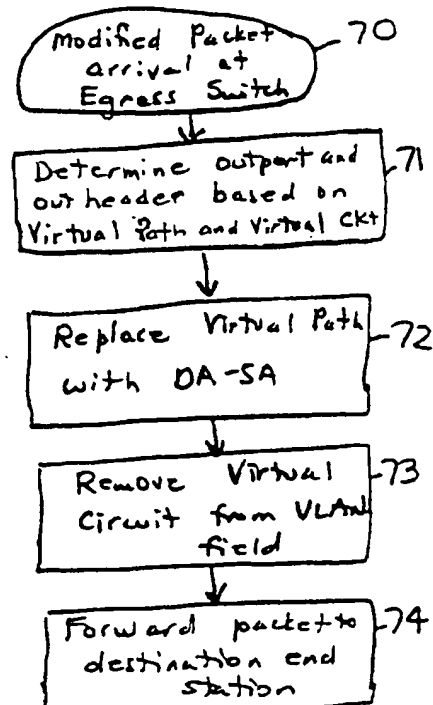 Modified Packet
arrival at
Egress Switch
70
Determine outport and
out header based on
Virtual Path and Virtual Ckt
71
Replace Virtual Path
with DA-SA
72
Remove Virtual
Circuit from VLAN
field
73
Forward packet to
destination end
station
74